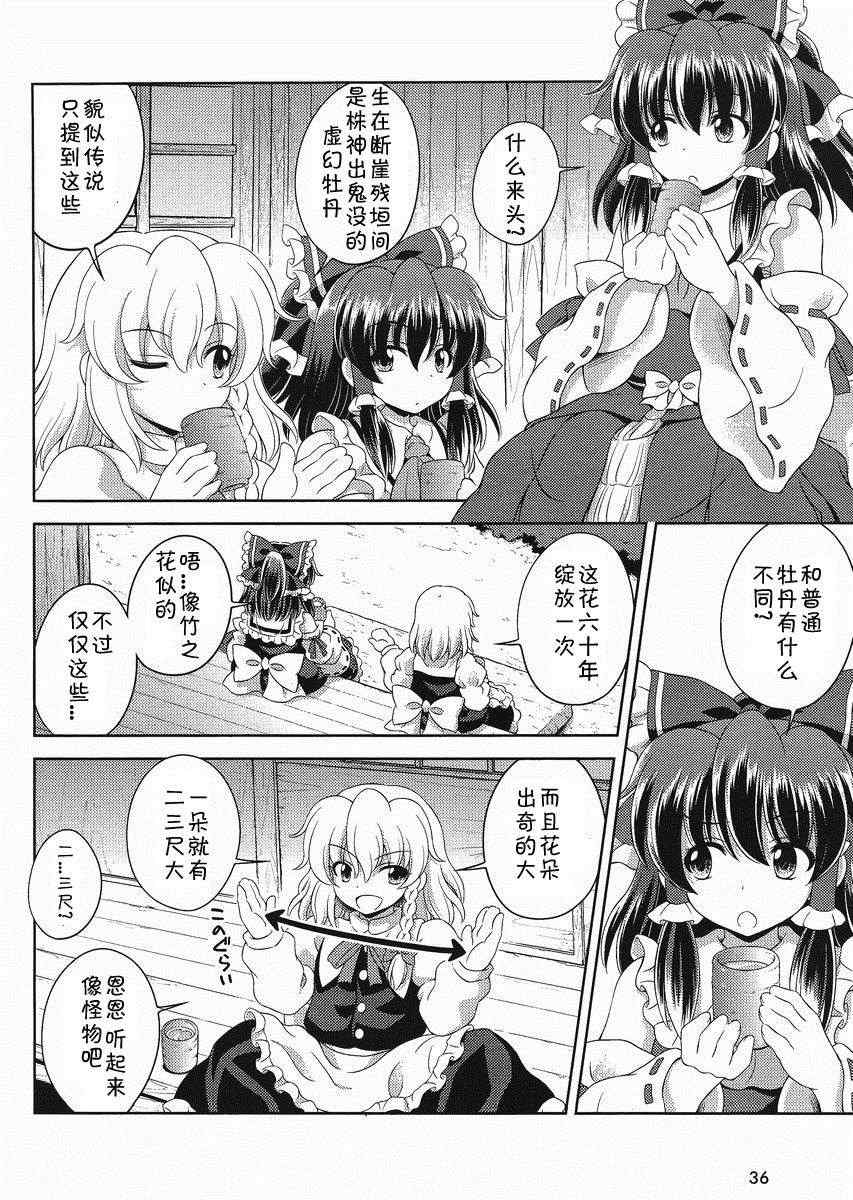 什么来头?
生在断崖残垣间
是株神出鬼没的
虚幻牡丹
貌似传说
只提到这些
和普通
牡丹有什么
不同?
这花六十年
绽放一次
唔…像竹之
花似的
不过
仅仅这些…
而且花朵
出奇的大
一朵就有
二三尺大
このぐらい
二…三尺?
恩恩 听起来
像怪物吧
36